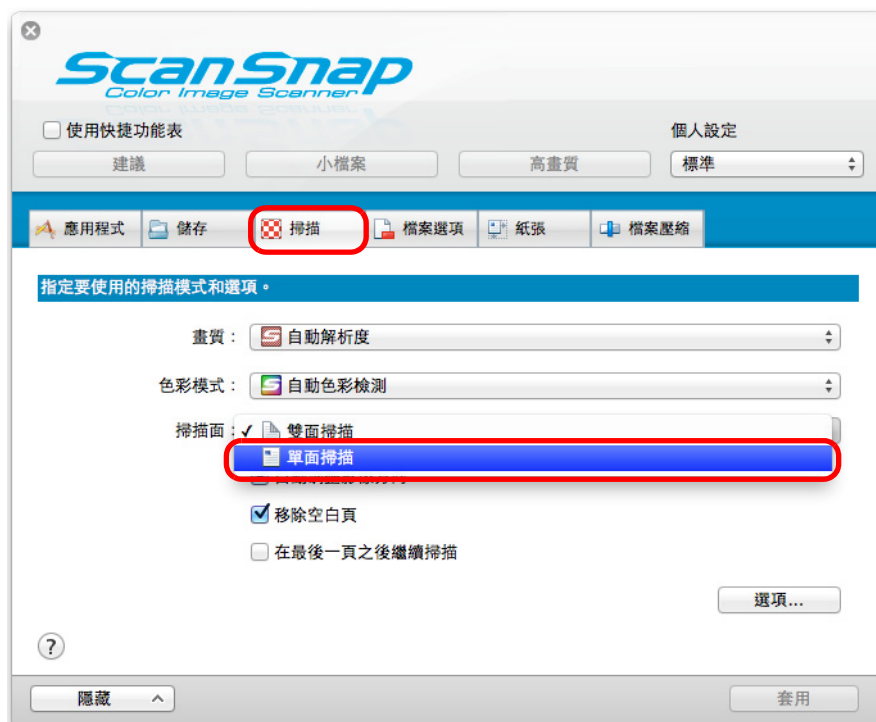 ScanSnap
Color Image Scanner
使用快捷功能表
個人設定
建議 小檔案 高畫質 標準
應用程式 儲存 掃描 檔案選項 紙張 檔案壓縮
指定要使用的掃描模式和選項。
畫質： 自動解析度
色彩模式： 自動色彩檢測
掃描面： ✓ 雙面掃描
單面掃描
移除空白頁
在最後一頁之後繼續掃描
選項...
?
隱藏 套用